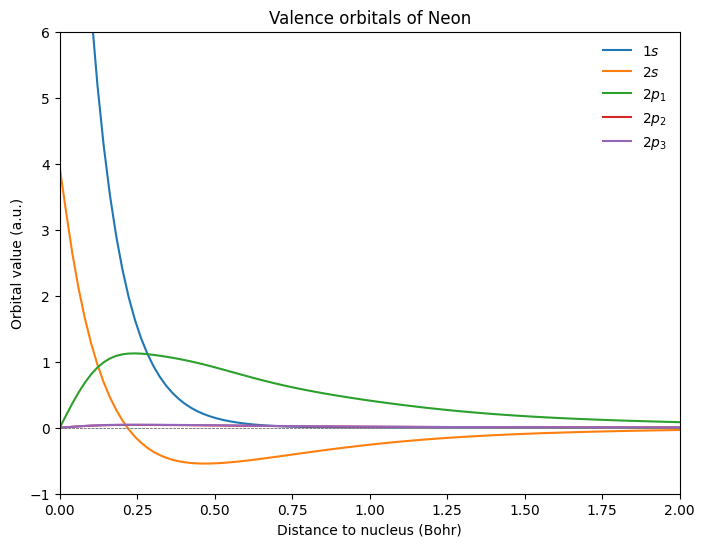 Valence orbitals of Neon
Orbital value (a.u.)
6
5
4
3
2
1
0
−1
1s
2s
2p₁
2p₂
2p₃
0.00 0.25 0.50 0.75 1.00 1.25 1.50 1.75 2.00
Distance to nucleus (Bohr)